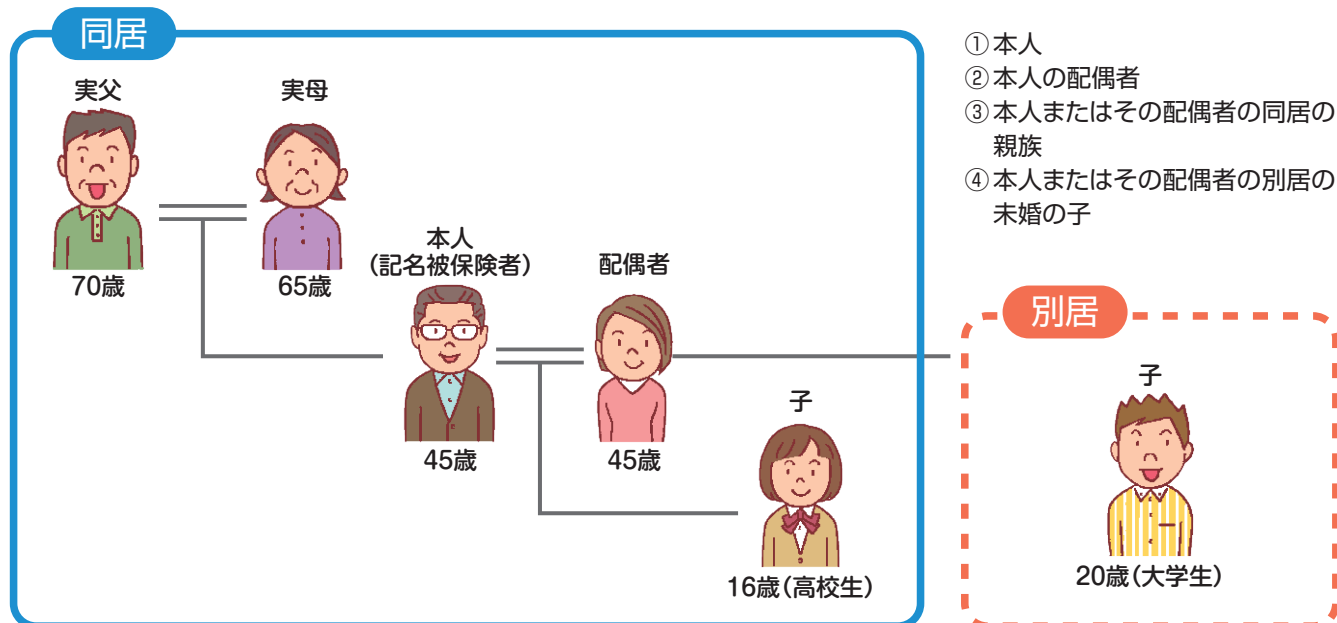 同居
実父
実母
70歳
65歳
本人
(記名被保険者)
配偶者
45歳
45歳
子
16歳(高校生)
①本人
②本人の配偶者
③本人またはその配偶者の同居の
親族
④本人またはその配偶者の別居の
未婚の子
別居
子
20歳(大学生)